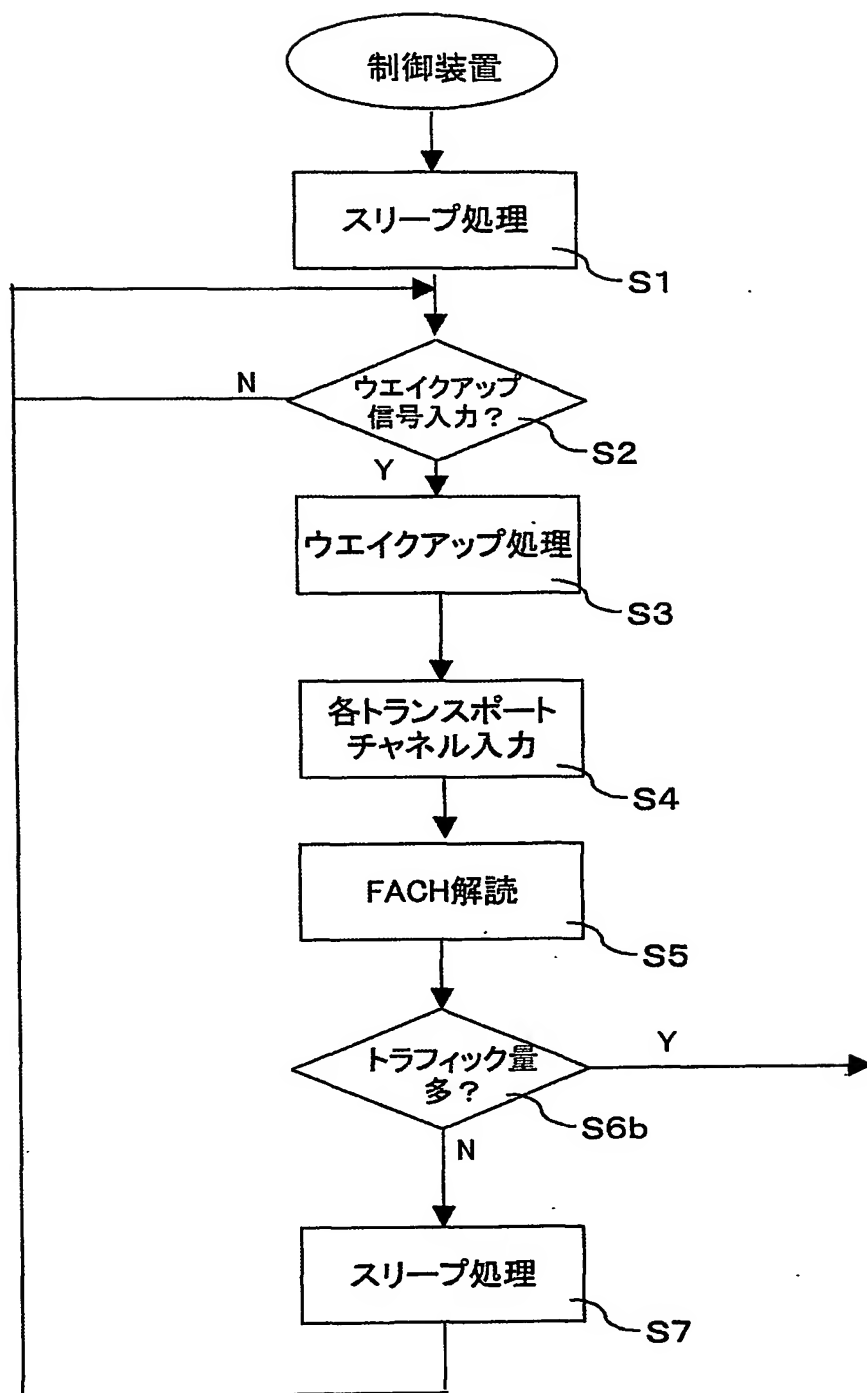 制御装置
スリープ処理
S1
N
ウエイクアップ
信号入力？
S2
Y
ウエイクアップ処理
S3
各トランスポート
チャネル入力
S4
FACH解読
S5
トラフィック量
多？
Y
S6b
N
スリープ処理
S7